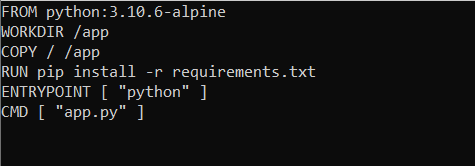 FROM python:3.10.6-alpine
WORKDIR /app
COPY / /app
RUN pip install -r requirements.txt
ENTRYPOINT [ "python" ]
CMD [ "app.py" ]